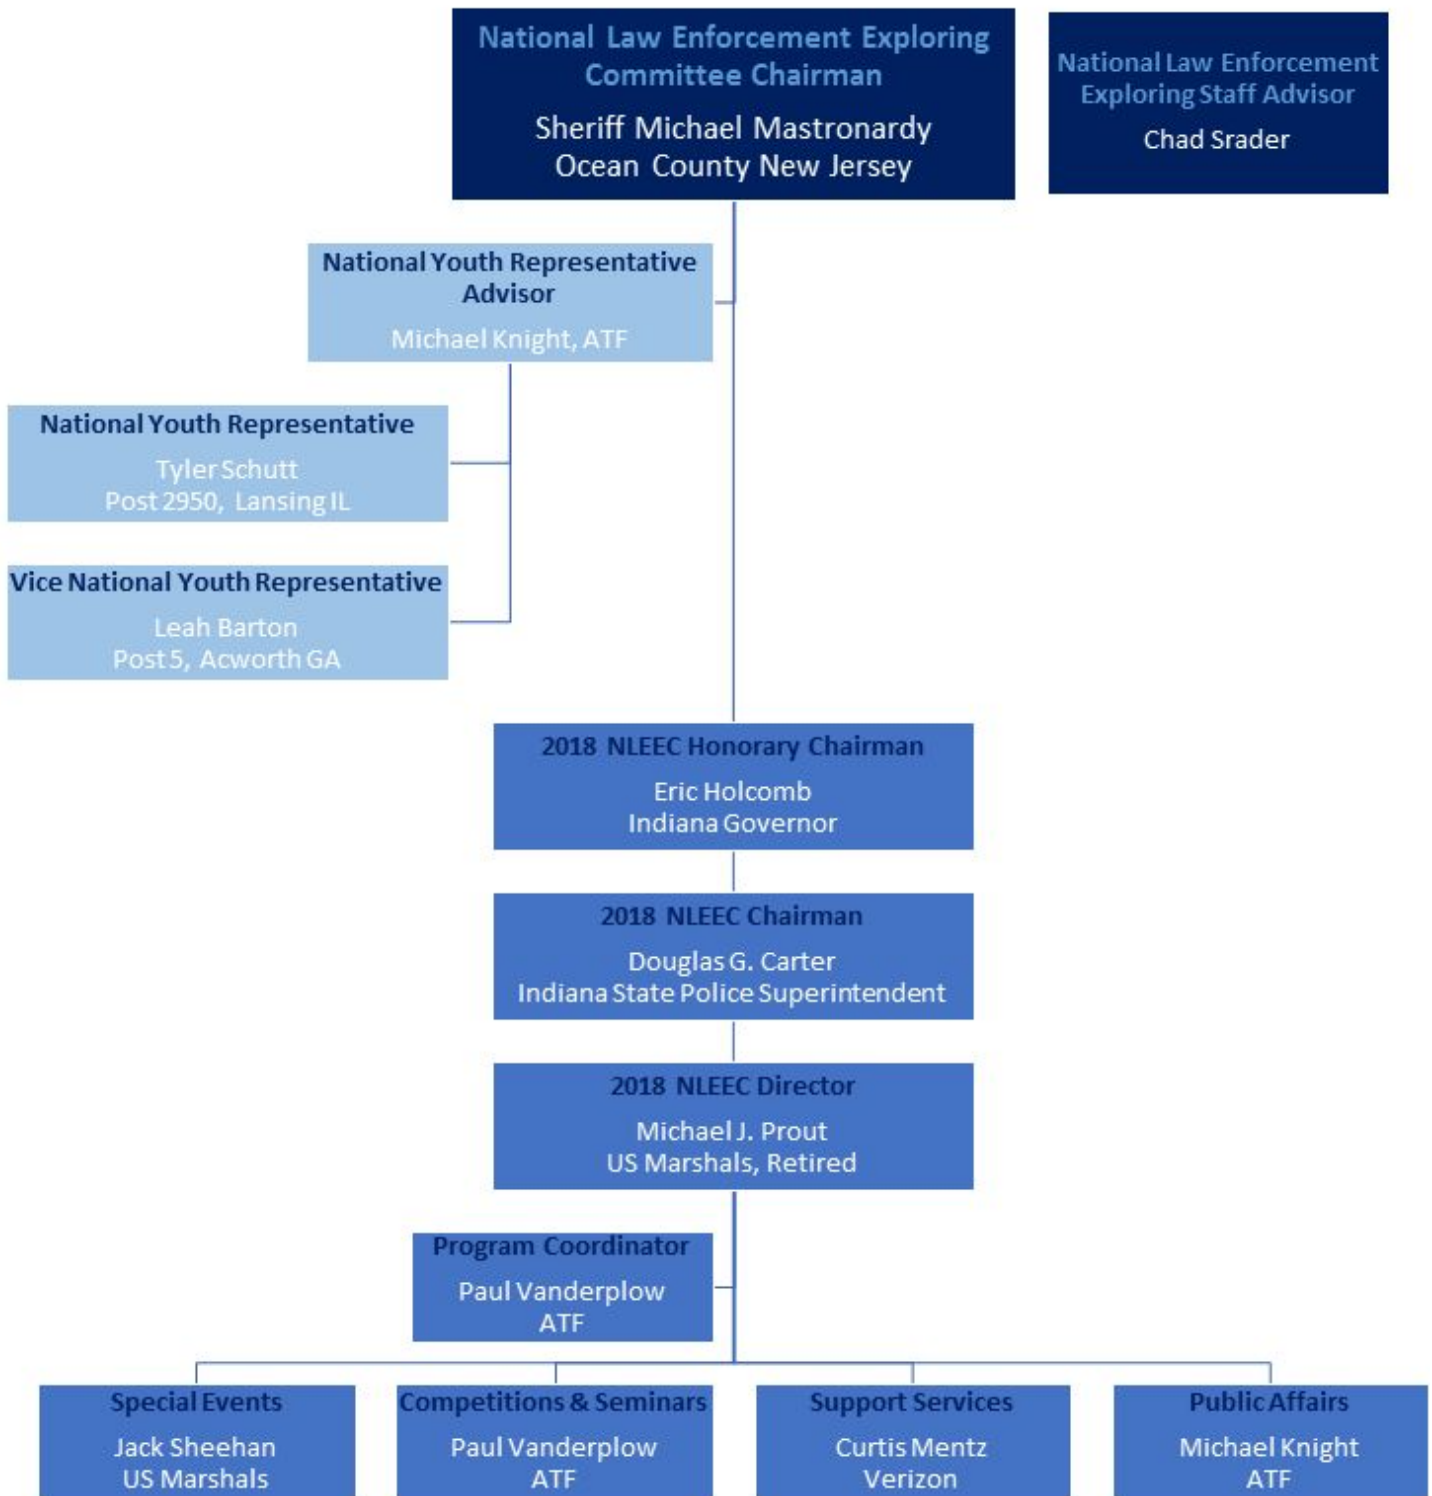 National Law Enforcement Exploring
Committee Chairman
Sheriff Michael Mastronardy
Ocean County New Jersey
National Law Enforcement
Exploring Staff Advisor
Chad Srader
National Youth Representative
Advisor
Michael Knight, ATF
National Youth Representative
Tyler Schutt
Post 2950, Lansing IL
Vice National Youth Representative
Leah Barton
Post 5, Acworth GA
2018 NLEEC Honorary Chairman
Eric Holcomb
Indiana Governor
2018 NLEEC Chairman
Douglas G. Carter
Indiana State Police Superintendent
2018 NLEEC Director
Michael J. Prout
US Marshals, Retired
Program Coordinator
Paul Vanderplow
ATF
Special Events
Jack Sheehan
US Marshals
Competitions & Seminars
Paul Vanderplow
ATF
Support Services
Curtis Mentz
Verizon
Public Affairs
Michael Knight
ATF